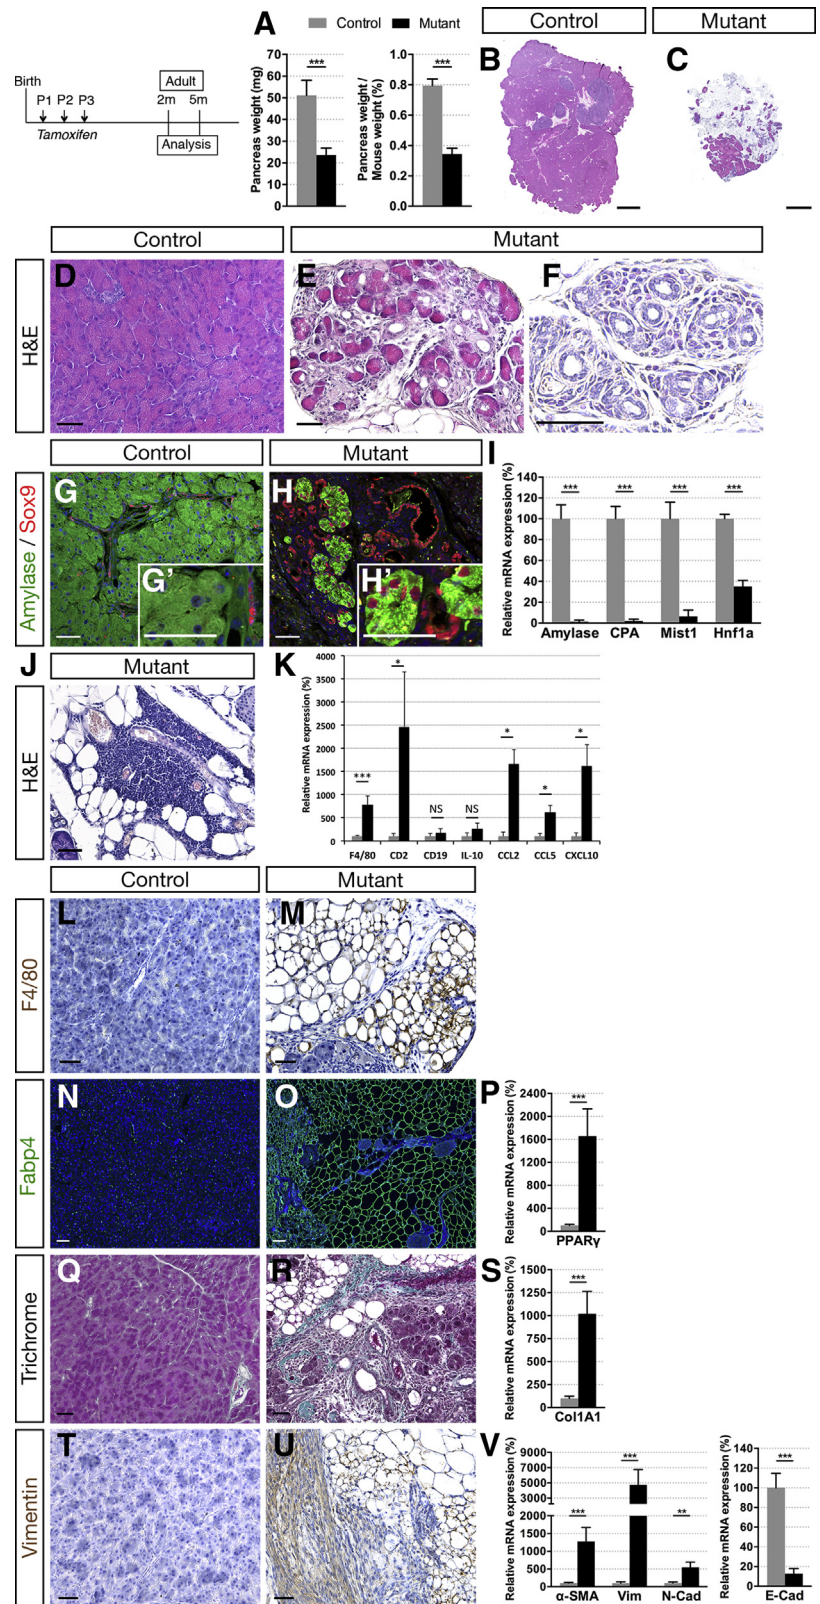 A
Control
Mutant
Control
Mutant
Birth
P1 P2 P3
Tamoxifen
Adult
2m 5m
Analysis
Pancreas weight (mg)
70
60
50
40
30
20
10
0
***
Pancreas weight /
Mouse weight (%)
1.0
0.8
0.6
0.4
0.2
0.0
***
B
C
Control
Mutant
H&E
D
E
F
Control
Mutant
Amylase / Sox9
G
G'
H
H'
I
Relative mRNA expression (%)
140
120
100
80
60
40
20
0
*** *** *** ***
Amylase CPA Mist1 Hnf1a
J
Mutant
H&E
K
Relative mRNA expression (%)
4000
3500
3000
2500
2000
1500
1000
500
0
*** * NS NS * * *
F4/80 CD2 CD19 IL-10 CCL2 CCL5 CXCL10
Control
Mutant
F4/80
L
M
Fabp4
N
O
P
Relative mRNA expression (%)
2400
2000
1600
1200
800
400
0
***
PPARγ
Trichrome
Q
R
S
Relative mRNA expression (%)
1500
1250
1000
750
500
250
0
***
Col1A1
Vimentin
T
U
V
Relative mRNA expression (%)
9000
8000
7000
6000
5000
4000
3000
2000
1500
1000
500
0
*** *** **
α-SMA Vim N-Cad
Relative mRNA expression (%)
140
120
100
80
60
40
20
0
***
E-Cad